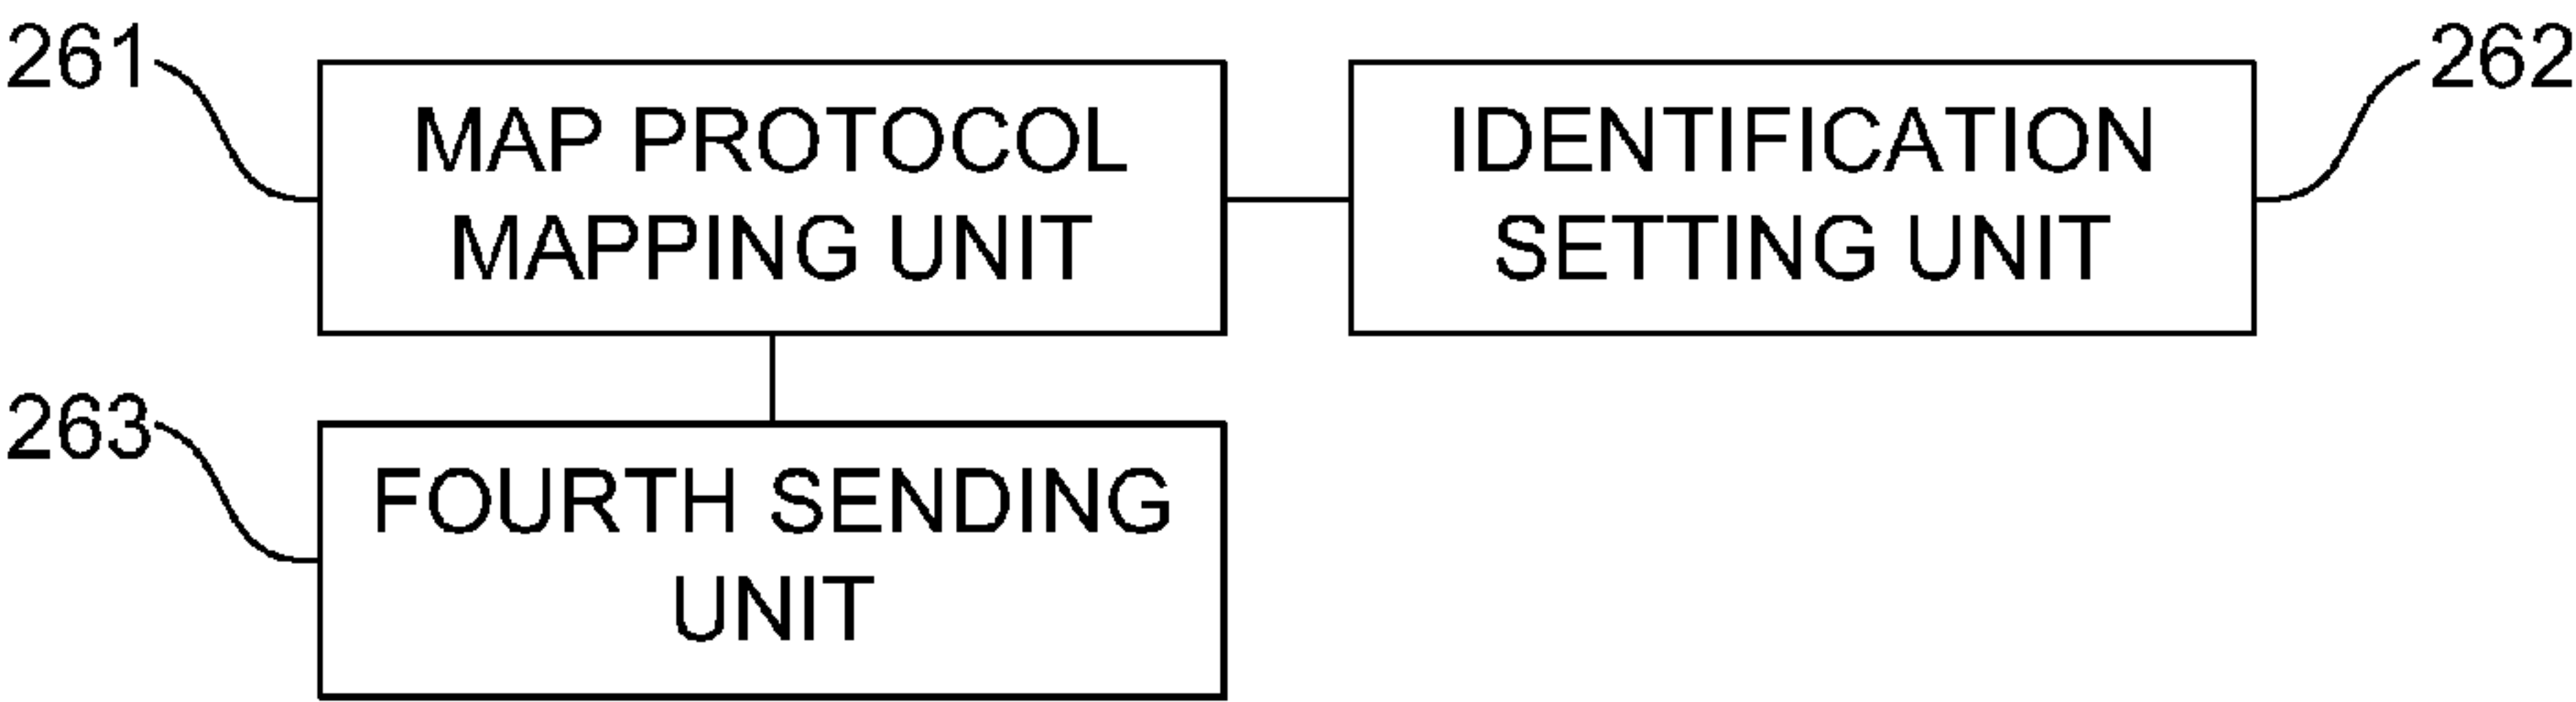 261
MAP PROTOCOL
MAPPING UNIT
IDENTIFICATION
SETTING UNIT
262
263
FOURTH SENDING
UNIT